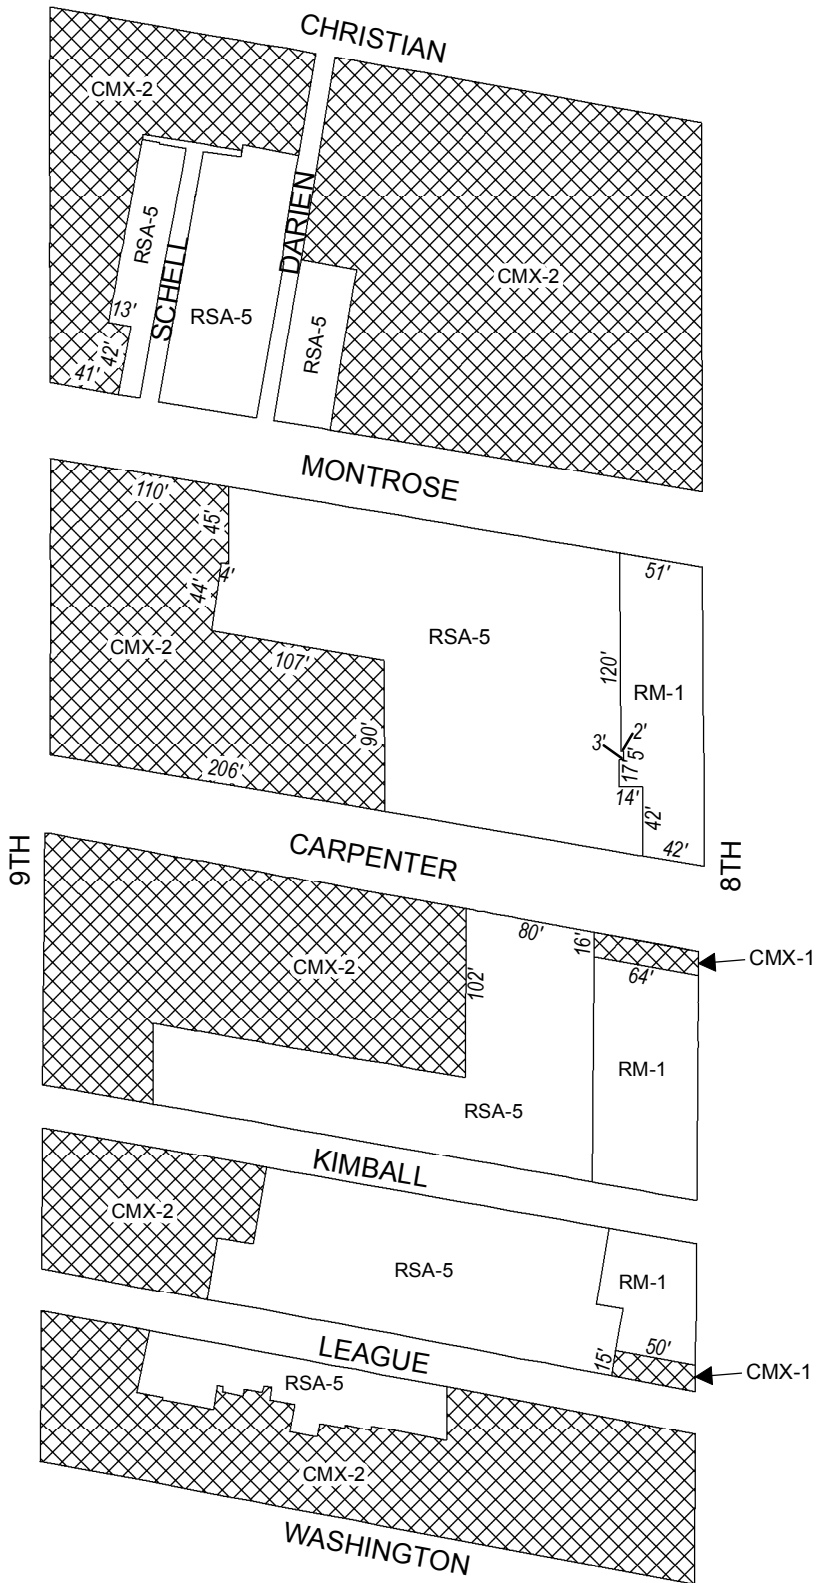 CHRISTIAN
CMX-2
DARIEN
RSA-5
SCHELL
CMX-2
13'
RSA-5
RSA-5
42'
41'
MONTROSE
110'
45'
51'
4'
44'
RSA-5
CMX-2
107'
120'
RM-1
90'
3'
2'
5'
17'
206'
14'
42'
CARPENTER
42'
9TH
8TH
80'
16'
CMX-1
CMX-2
64'
102'
RM-1
RSA-5
KIMBALL
CMX-2
RSA-5
RM-1
LEAGUE
15'
50'
CMX-1
RSA-5
CMX-2
WASHINGTON